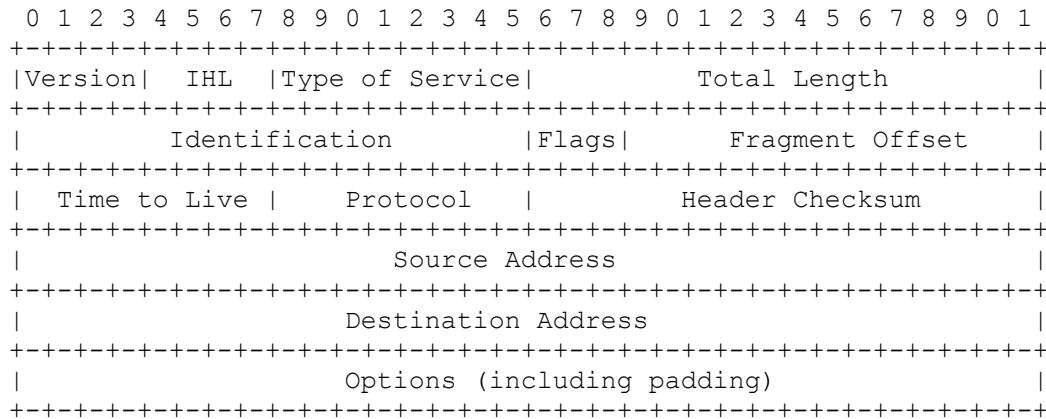 0 1 2 3 4 5 6 7 8 9 0 1 2 3 4 5 6 7 8 9 0 1 2 3 4 5 6 7 8 9 0 1
+-+-+-+-+-+-+-+-+-+-+-+-+-+-+-+-+-+-+-+-+-+-+-+-+-+-+-+-+-+-+-+-+
|Version| IHL |Type of Service| Total Length |
+-+-+-+-+-+-+-+-+-+-+-+-+-+-+-+-+-+-+-+-+-+-+-+-+-+-+-+-+-+-+-+-+
| Identification |Flags| Fragment Offset |
+-+-+-+-+-+-+-+-+-+-+-+-+-+-+-+-+-+-+-+-+-+-+-+-+-+-+-+-+-+-+-+-+
| Time to Live | Protocol | Header Checksum |
+-+-+-+-+-+-+-+-+-+-+-+-+-+-+-+-+-+-+-+-+-+-+-+-+-+-+-+-+-+-+-+-+
| Source Address |
+-+-+-+-+-+-+-+-+-+-+-+-+-+-+-+-+-+-+-+-+-+-+-+-+-+-+-+-+-+-+-+-+
| Destination Address |
+-+-+-+-+-+-+-+-+-+-+-+-+-+-+-+-+-+-+-+-+-+-+-+-+-+-+-+-+-+-+-+-+
| Options (including padding) |
+-+-+-+-+-+-+-+-+-+-+-+-+-+-+-+-+-+-+-+-+-+-+-+-+-+-+-+-+-+-+-+-+